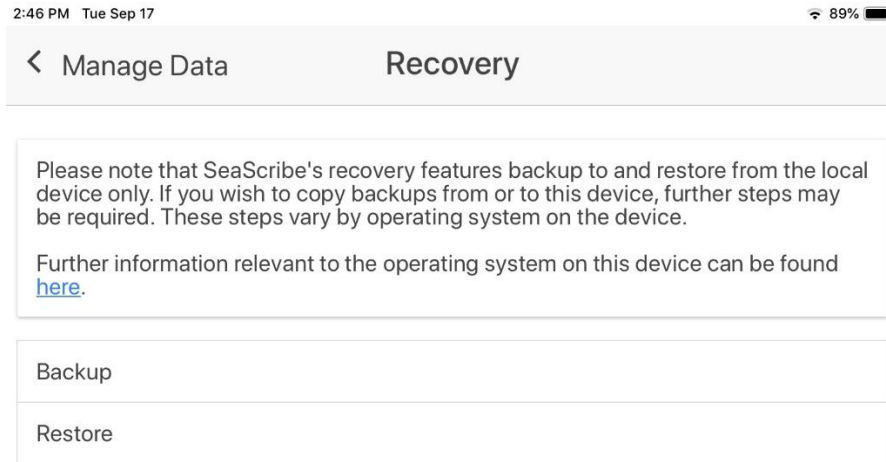 2:46 PM Tue Sep 17 89%
Manage Data Recovery
Please note that SeaScribe's recovery features backup to and restore from the local
device only. If you wish to copy backups from or to this device, further steps may
be required. These steps vary by operating system on the device.
Further information relevant to the operating system on this device can be found
here.
Backup
Restore